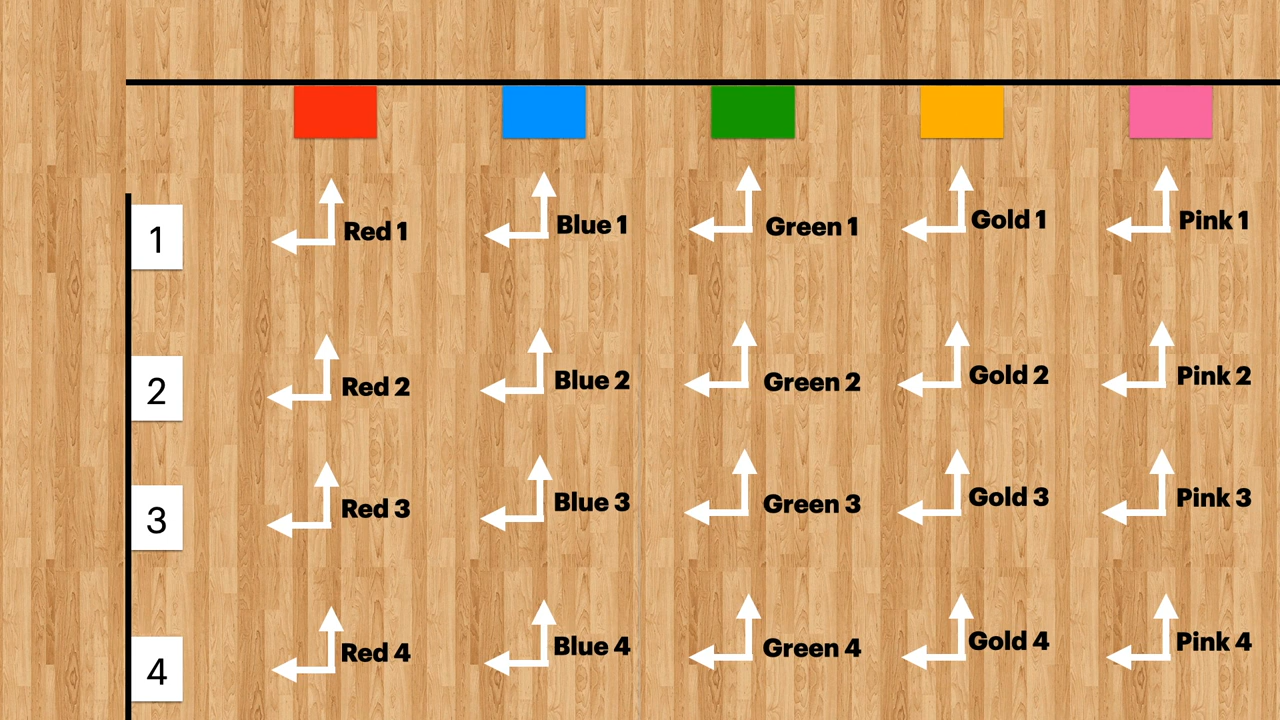 1
Red 1
Blue 1
Green 1
Gold 1
Pink 1
2
Red 2
Blue 2
Green 2
Gold 2
Pink 2
3
Red 3
Blue 3
Green 3
Gold 3
Pink 3
4
Red 4
Blue 4
Green 4
Gold 4
Pink 4